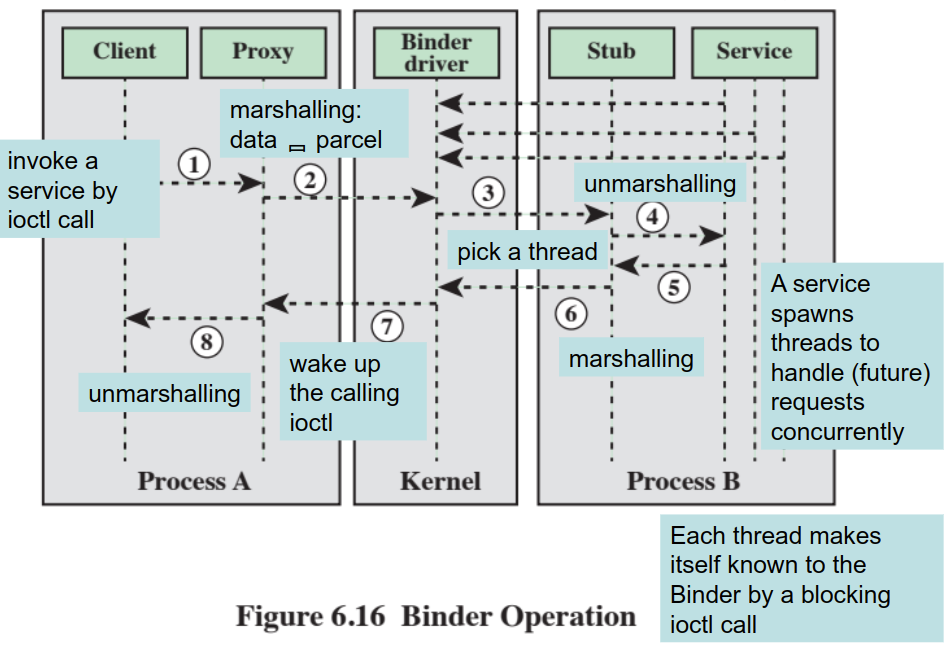 Client
Proxy
Binder
driver
Stub
Service
marshalling:
data ▭ parcel
invoke a
service by
ioctl call
1
2
3
unmarshalling
4
pick a thread
5
6
7
8
A service
spawns
threads to
handle (future)
requests
concurrently
marshalling
wake up
the calling
ioctl
unmarshalling
Process A
Kernel
Process B
Each thread makes
itself known to the
Binder by a blocking
ioctl call
Figure 6.16 Binder Operation